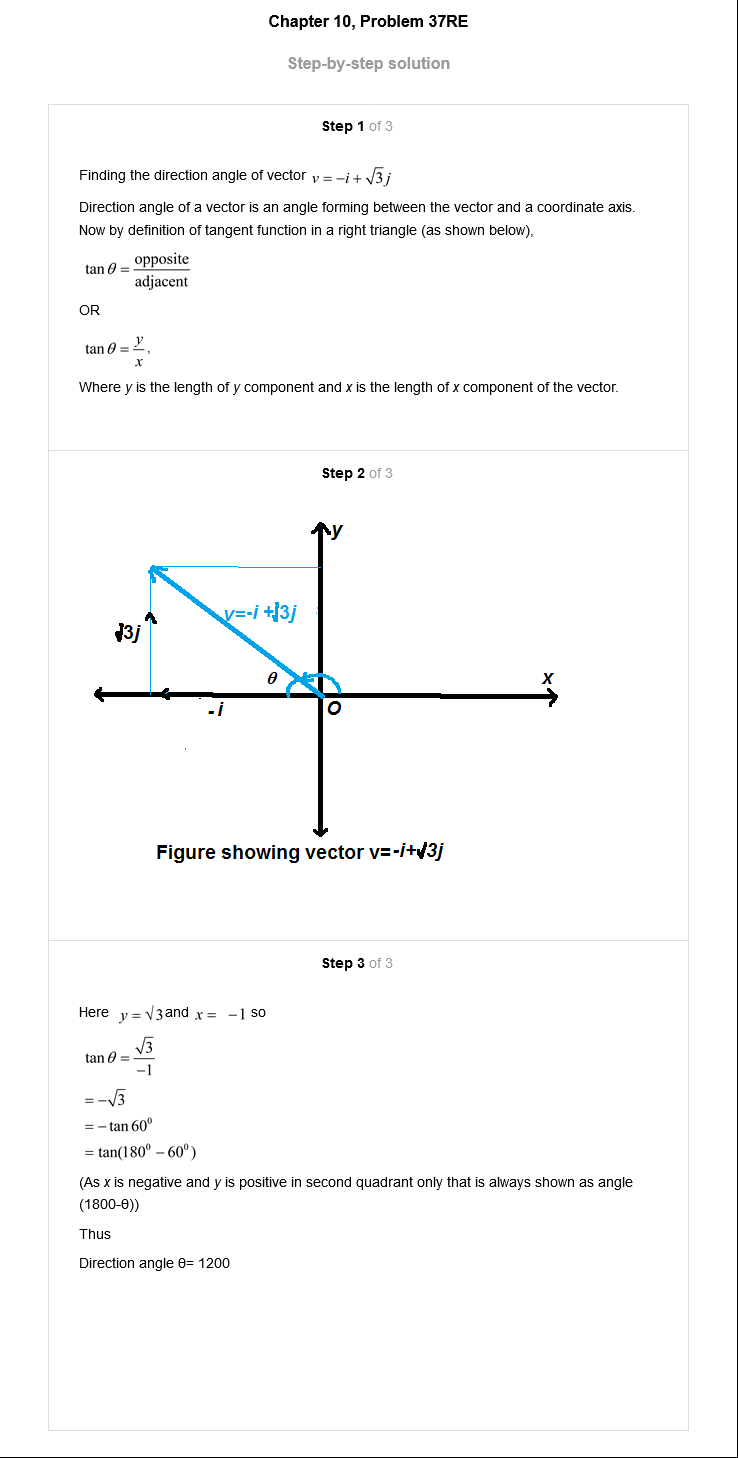 Chapter 10, Problem 37RE
Step-by-step solution
Step 1 of 3
Finding the direction angle of vector v = −i + √3 j
Direction angle of a vector is an angle forming between the vector and a coordinate axis.
Now by definition of tangent function in a right triangle (as shown below),
tan θ = opposite / adjacent
OR
tan θ = y / x ,
Where y is the length of y component and x is the length of x component of the vector.
Step 2 of 3
y
v=-i +√3j
√3j
θ
x
-i
O
Figure showing vector v=-i+√3j
Step 3 of 3
Here y = √3 and x = −1 so
tan θ = √3 / −1
= −√3
= − tan 60⁰
= tan(180⁰ − 60⁰)
(As x is negative and y is positive in second quadrant only that is always shown as angle
(1800-θ))
Thus
Direction angle θ= 1200